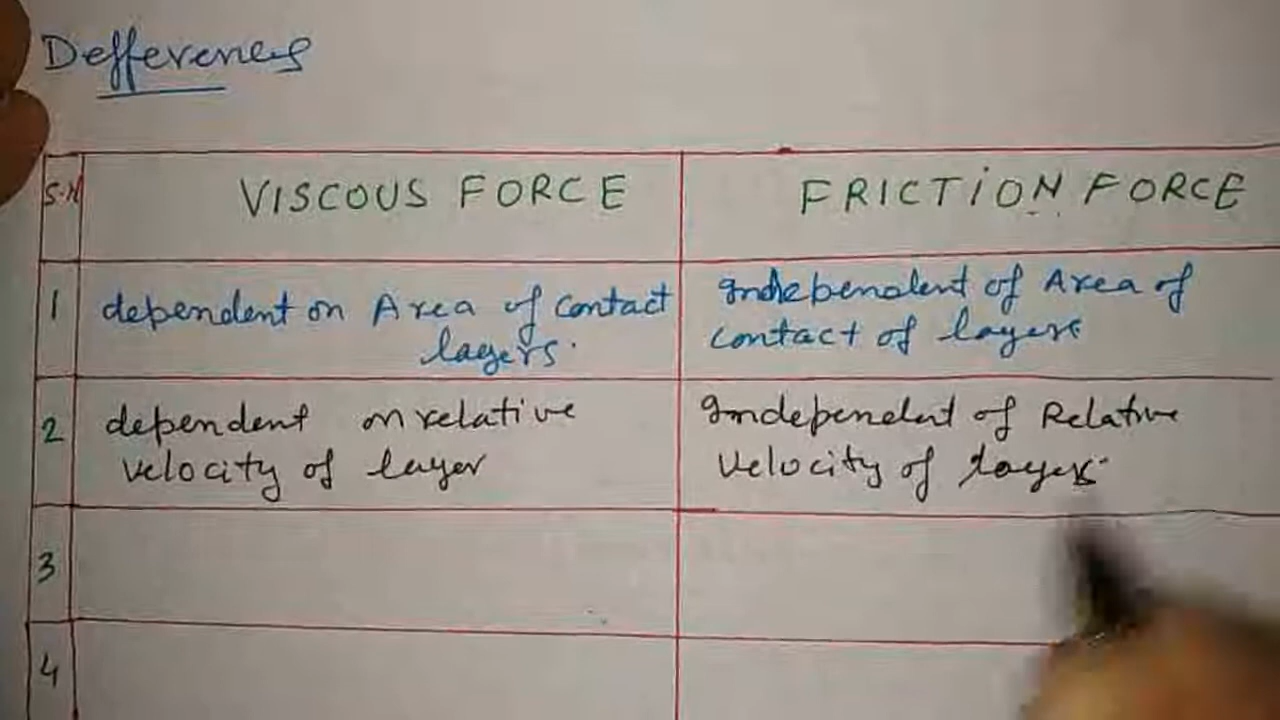 Defferences
S.N VISCOUS FORCE FRICTION FORCE
1 dependent on Area of Contact layers. Independent of Area of contact of layers
2 dependent on relative velocity of layer Independent of Relative velocity of layers.
3
4